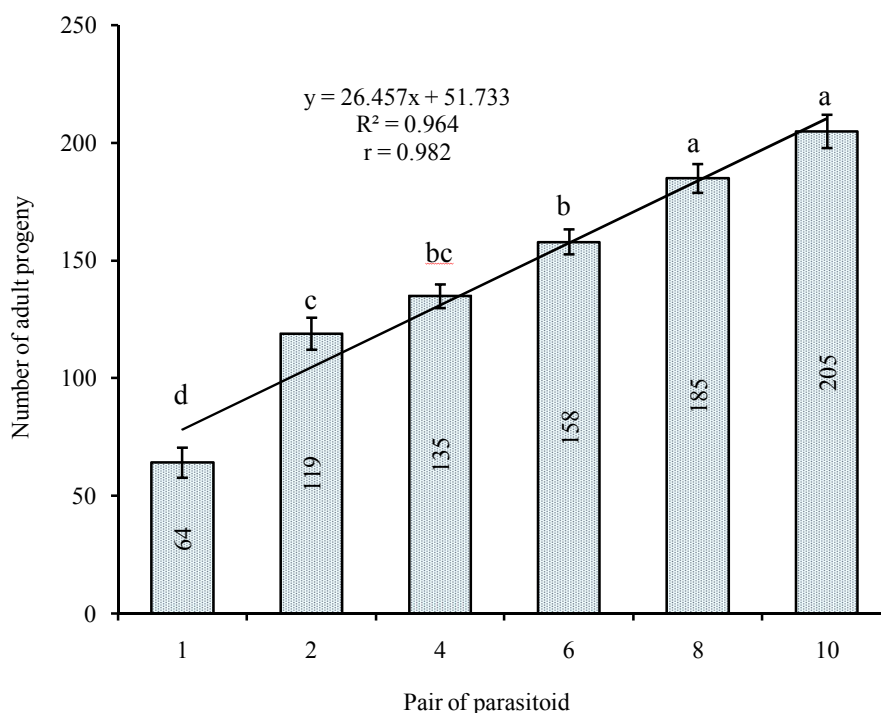 250
200
150
100
50
0
Number of adult progeny
y = 26.457x + 51.733
R² = 0.964
r = 0.982
d
c
bc
b
a
a
64
119
135
158
185
205
1 2 4 6 8 10
Pair of parasitoid